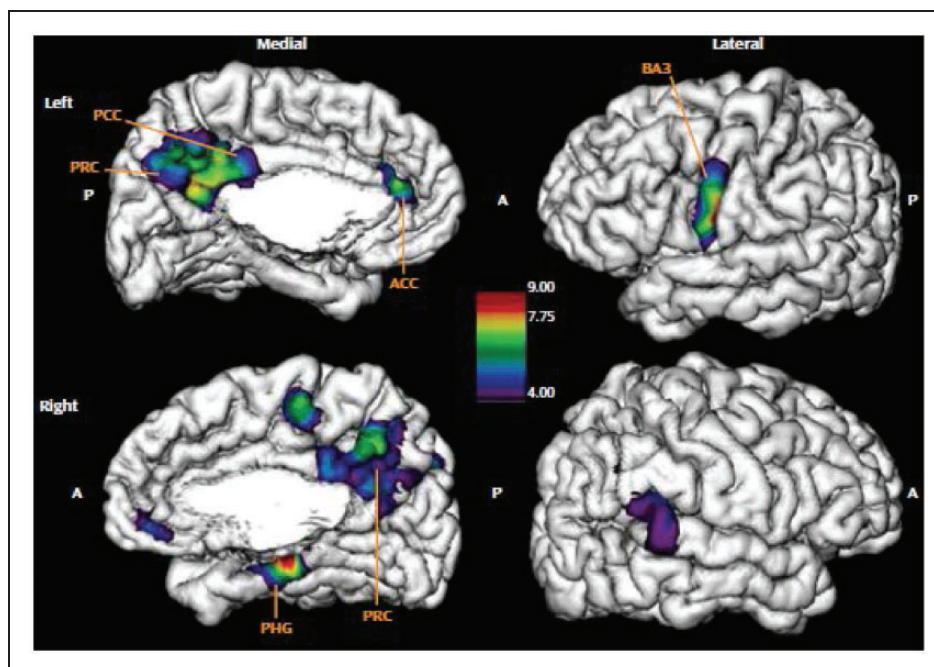 Medial
Lateral
BA3
Left
PCC
PRC
P
A
P
ACC
9.00
7.75
4.00
Right
A
P
A
PHG
PRC